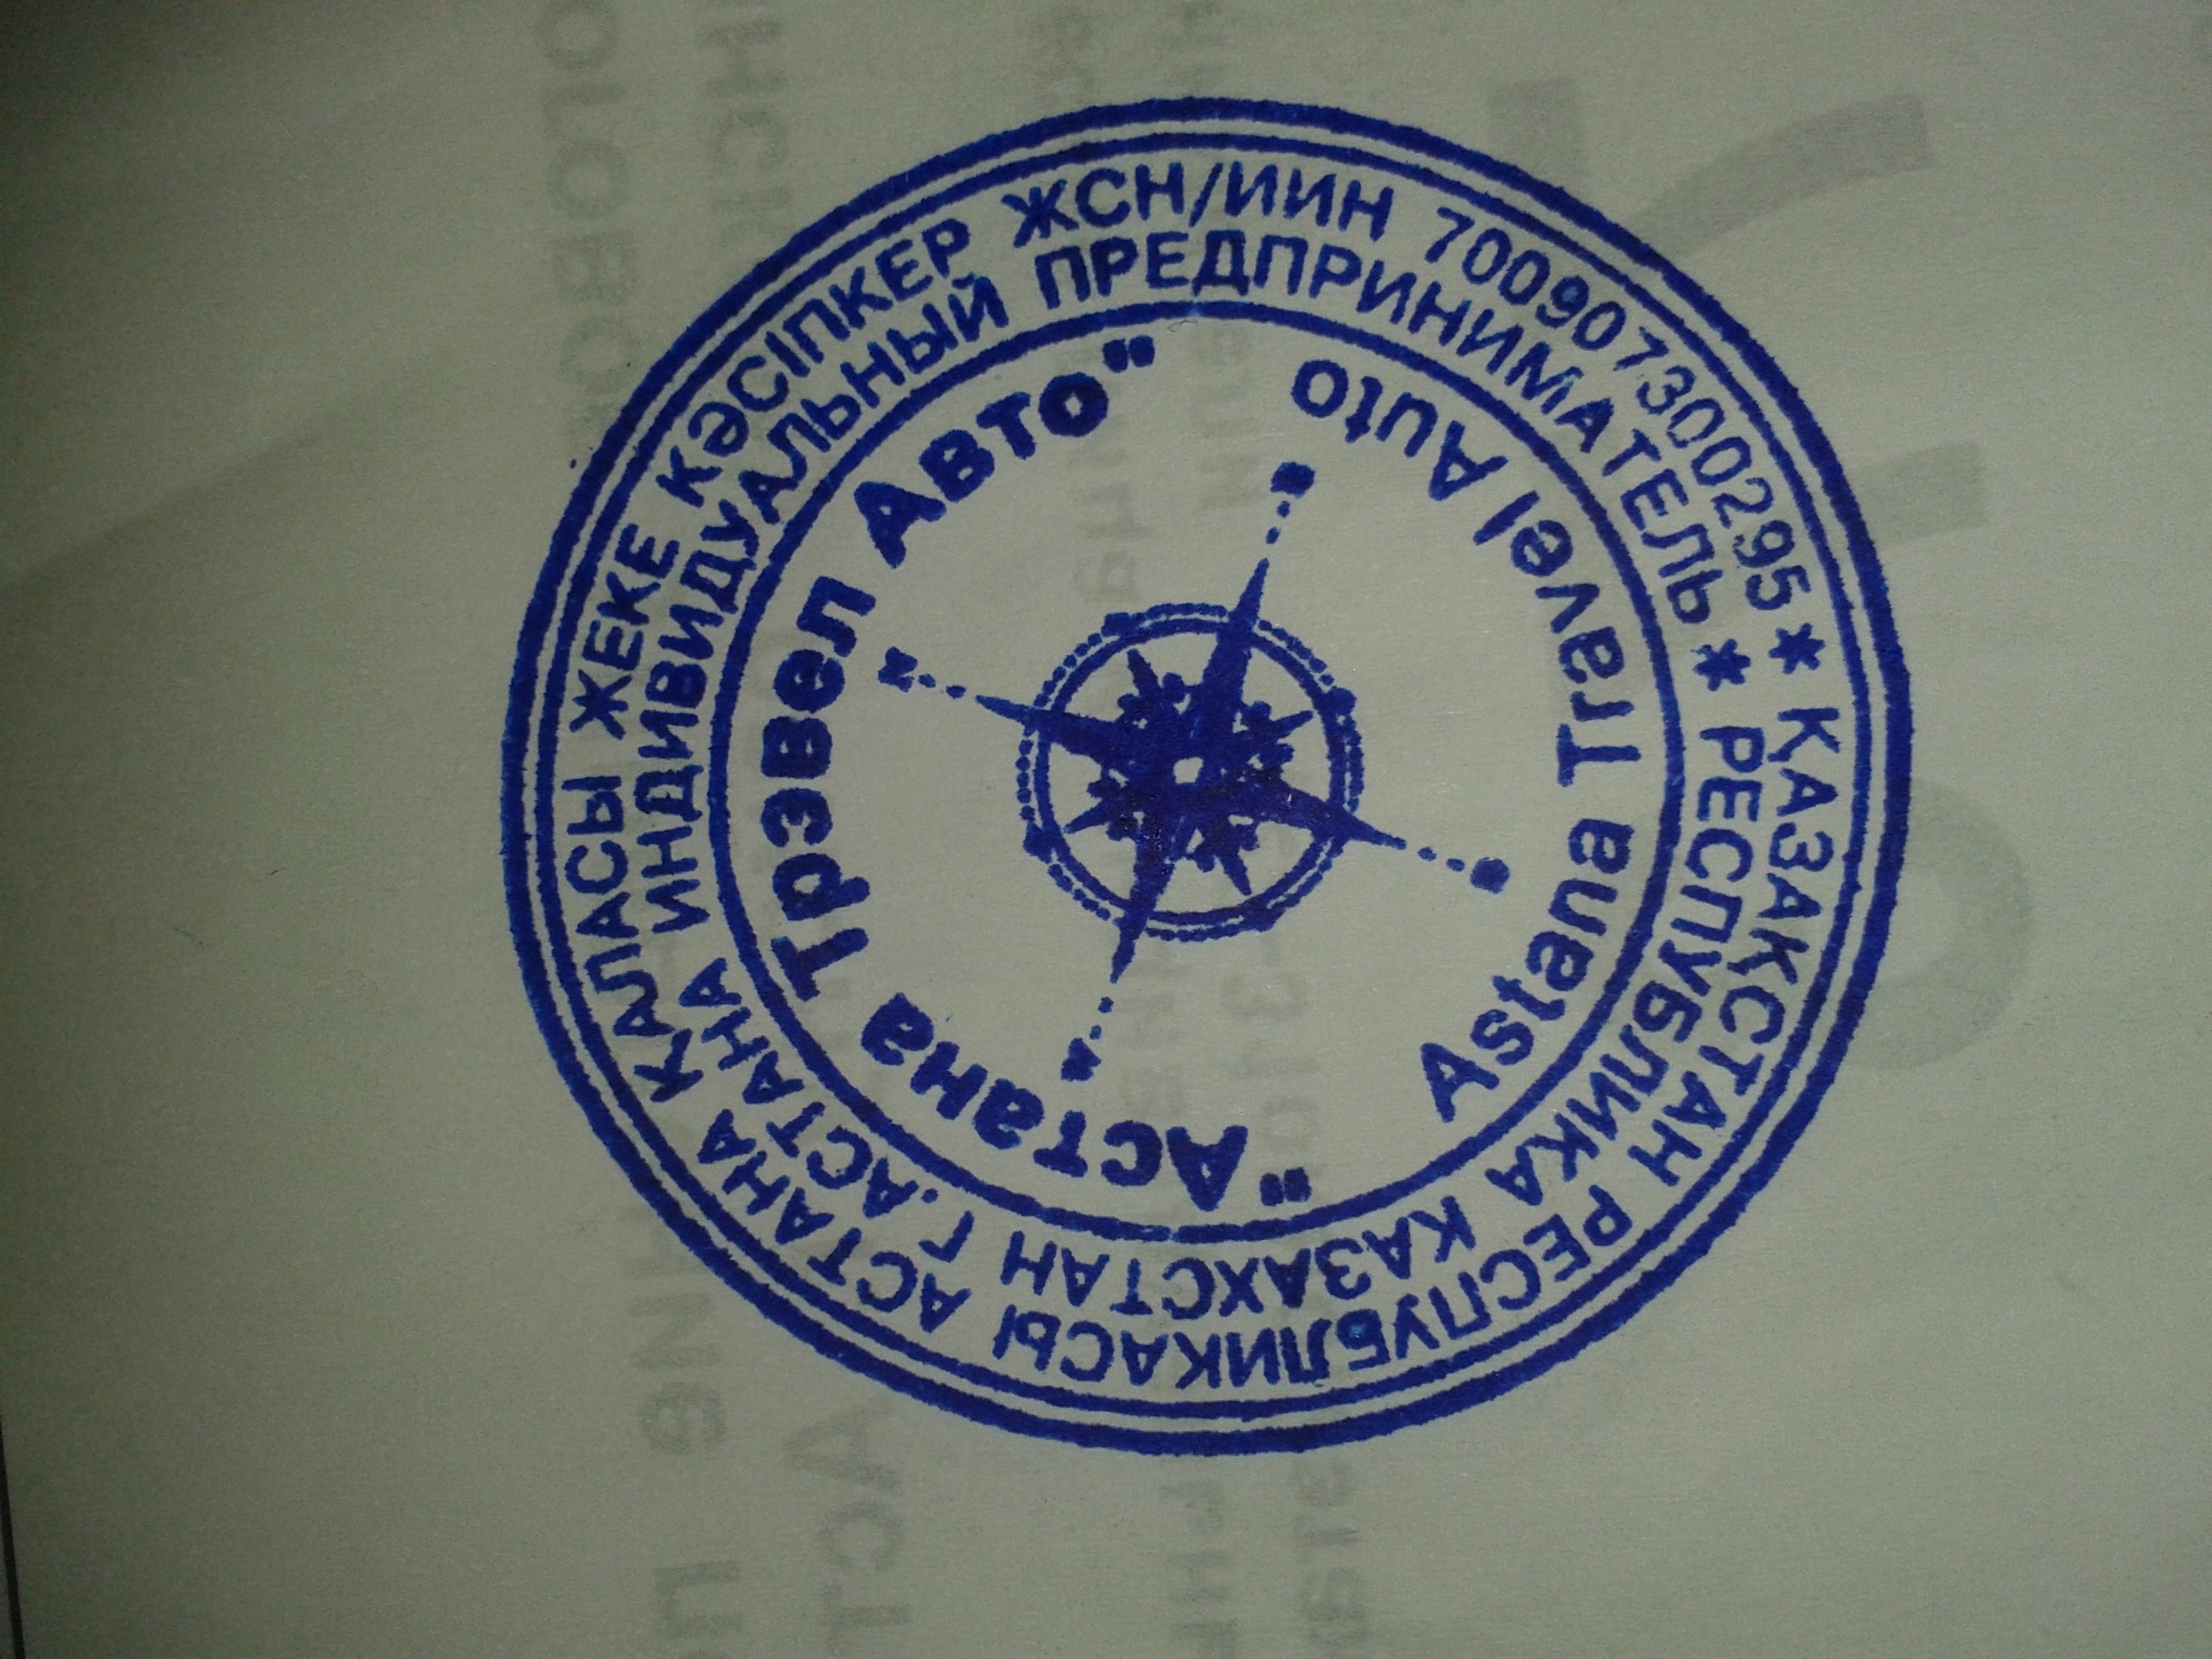 ҚАЗАҚСТАН РЕСПУБЛИКАСЫ АСТАНА ҚАЛАСЫ ЖЕКЕ КӘСІПКЕР ЖСН/ИИН 700907300295 *
РЕСПУБЛИКА КАЗАХСТАН Г.АСТАНА ИНДИВИДУАЛЬНЫЙ ПРЕДПРИНИМАТЕЛЬ *
"Астана Трэвел Авто"
Astana Travel Auto